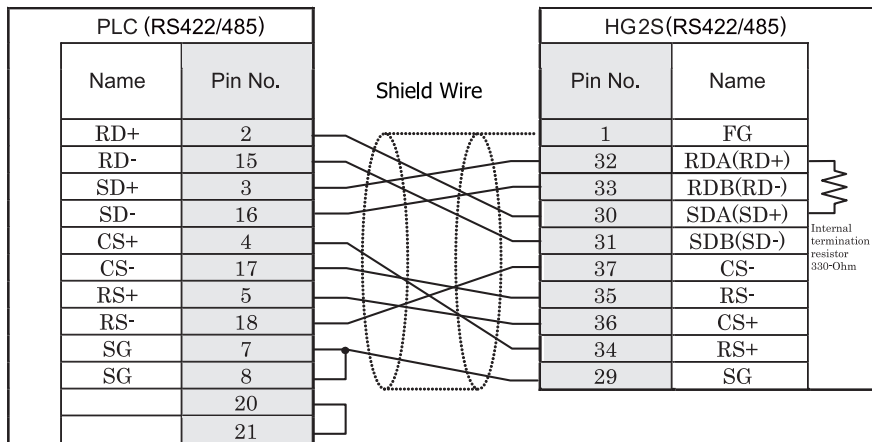 PLC (RS422/485)
Name Pin No.
RD+ 2
RD- 15
SD+ 3
SD- 16
CS+ 4
CS- 17
RS+ 5
RS- 18
SG 7
SG 8
20
21
Shield Wire
HG2S(RS422/485)
Pin No. Name
1 FG
32 RDA(RD+)
33 RDB(RD-)
30 SDA(SD+)
31 SDB(SD-)
37 CS-
35 RS-
36 CS+
34 RS+
29 SG
Internal
termination
resistor
330-Ohm